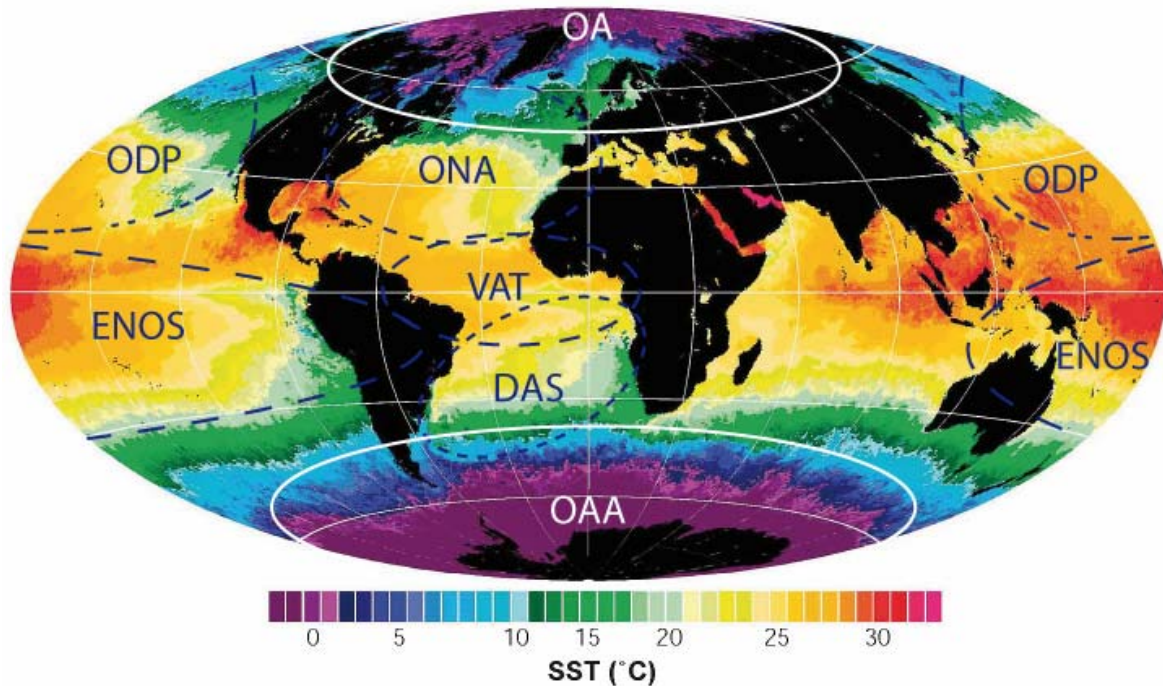 OA
ODP
ONA
ODP
VAT
ENOS
ENOS
DAS
OAA
0 5 10 15 20 25 30
SST (°C)